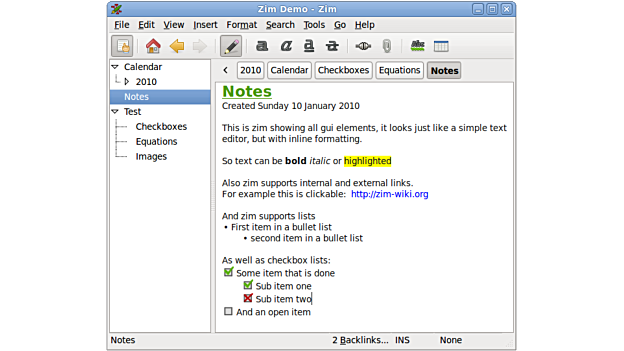 Zim Demo - Zim
File Edit View Insert Format Search Tools Go Help
a a a a Abc
Calendar
2010
Notes
Test
Checkboxes
Equations
Images
2010 Calendar Checkboxes Equations Notes
Notes
Created Sunday 10 January 2010
This is zim showing all gui elements, it looks just like a simple text
editor, but with inline formatting.
So text can be bold italic or highlighted
Also zim supports internal and external links.
For example this is clickable: http://zim-wiki.org
And zim supports lists
• First item in a bullet list
• second item in a bullet list
As well as checkbox lists:
Some item that is done
Sub item one
Sub item two
And an open item
Notes 2 Backlinks... INS None